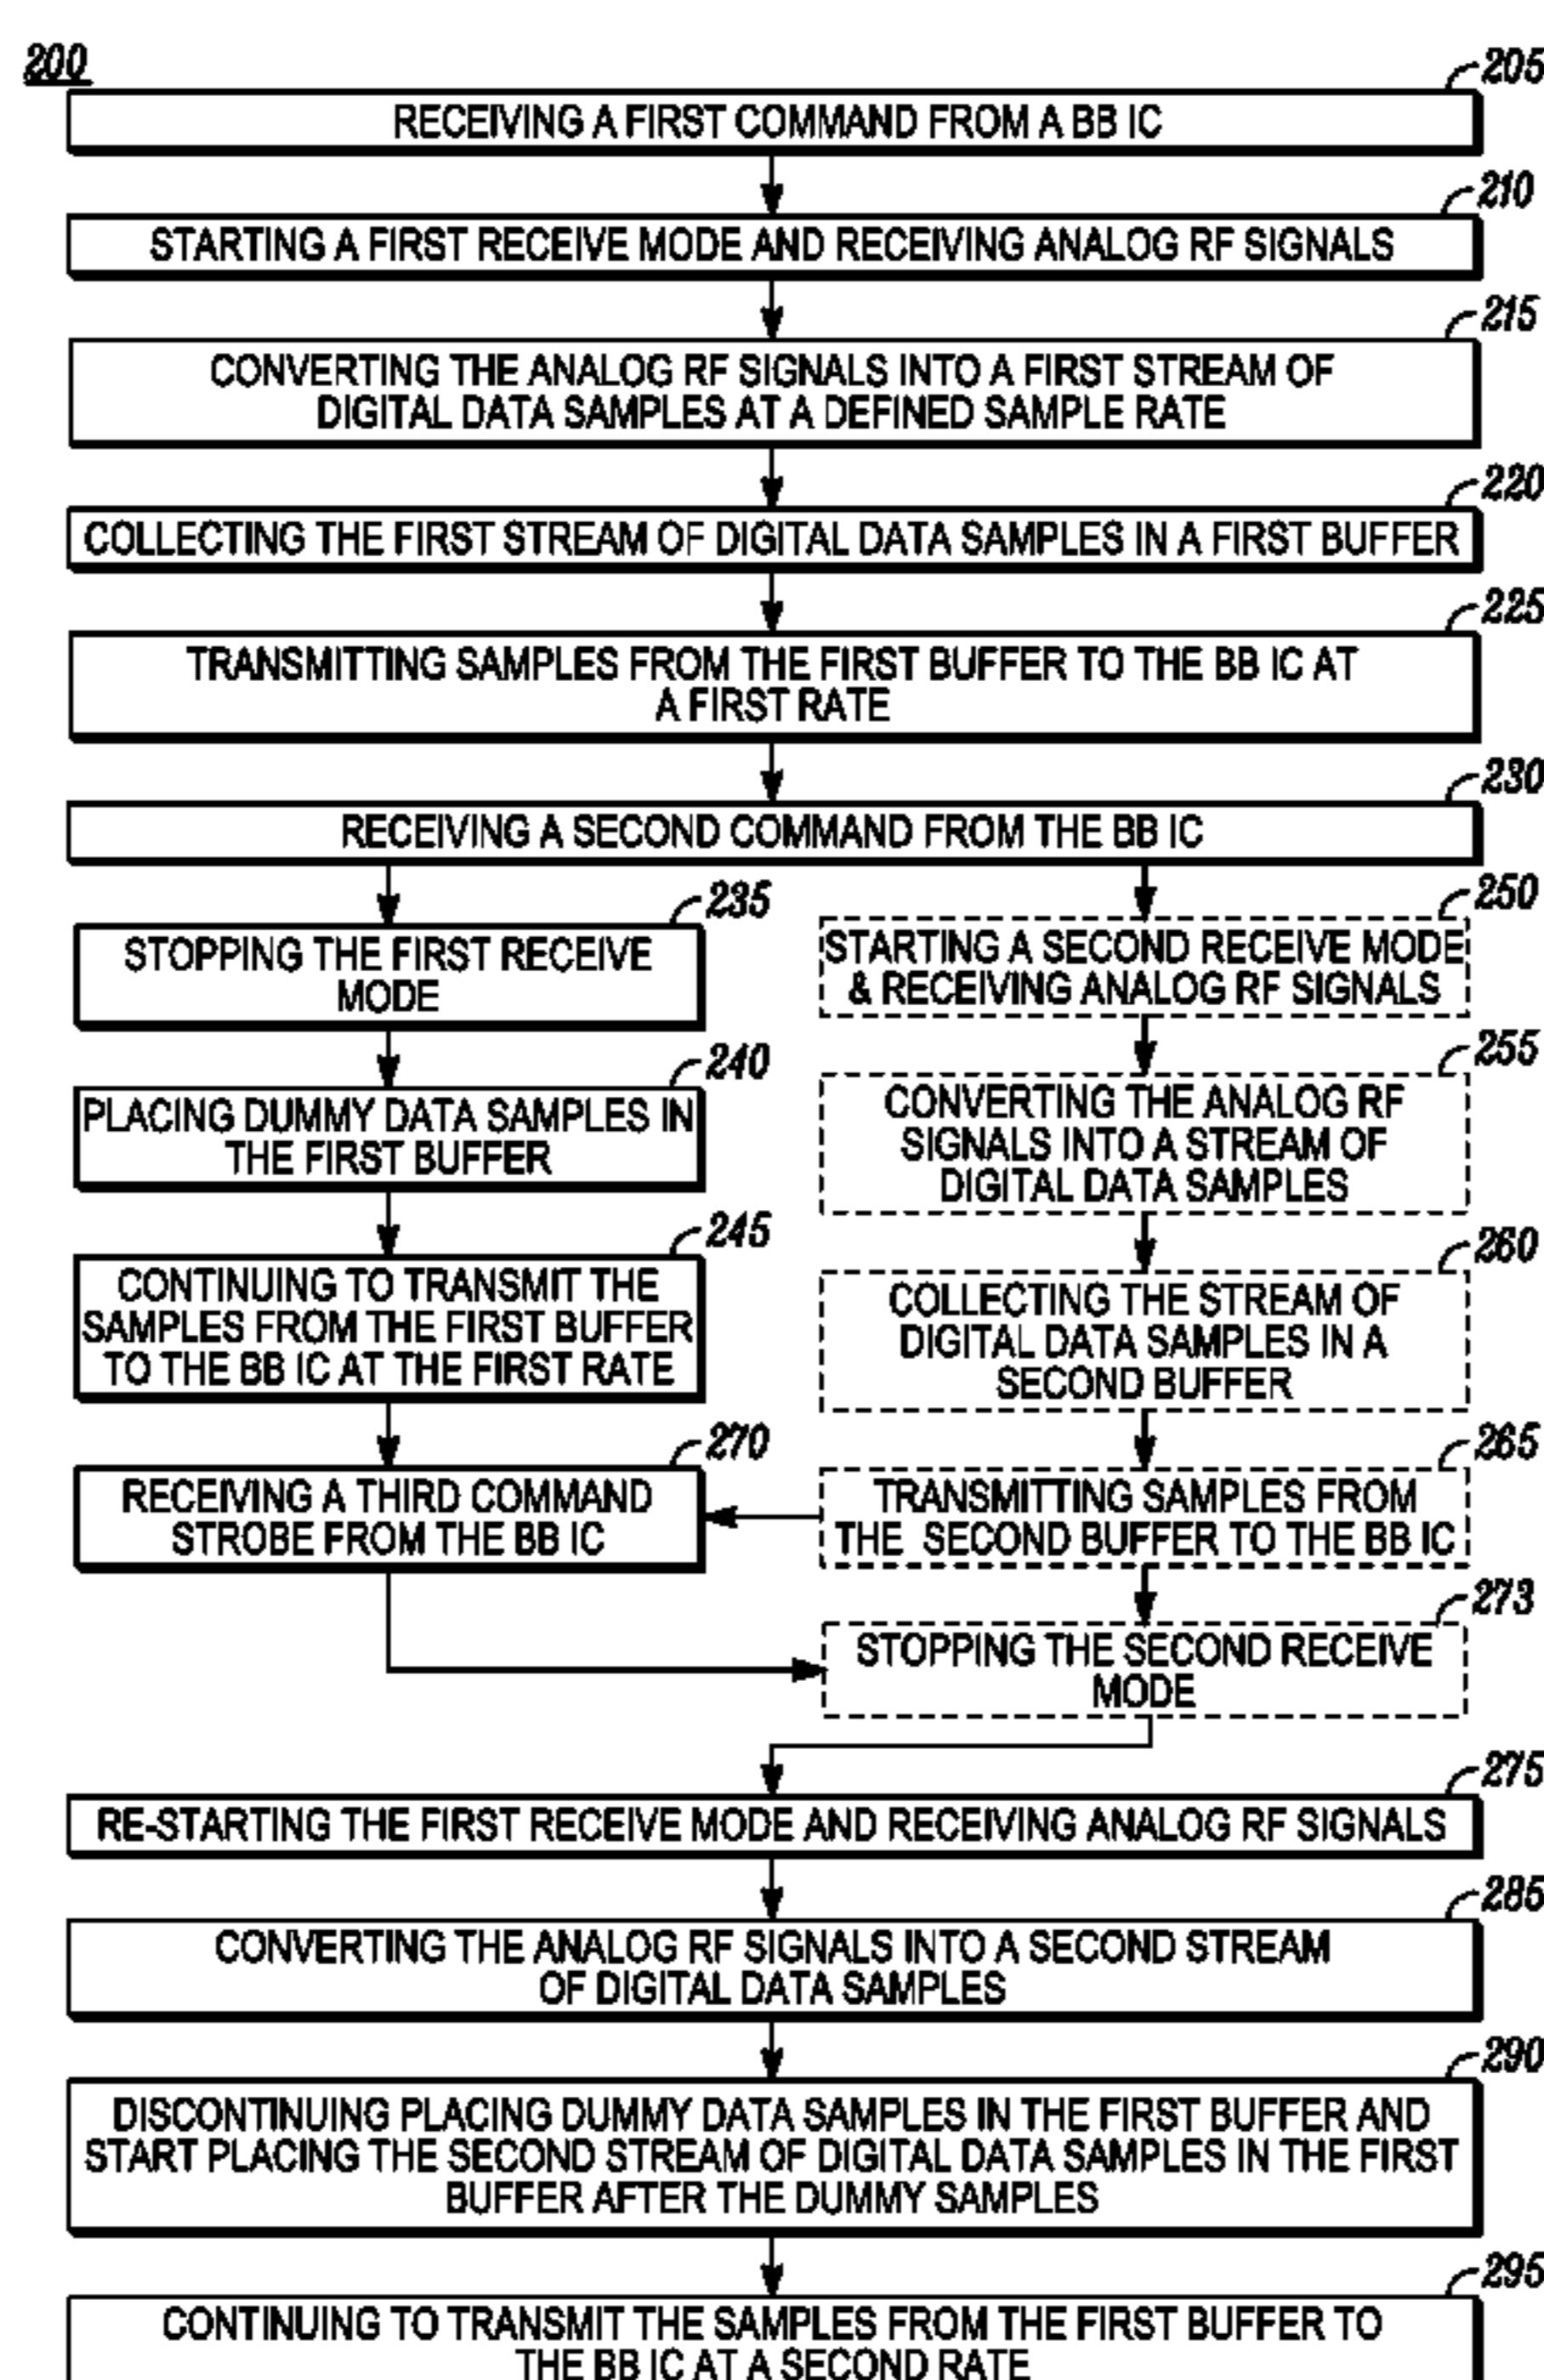 200
205
RECEIVING A FIRST COMMAND FROM A BB IC
210
STARTING A FIRST RECEIVE MODE AND RECEIVING ANALOG RF SIGNALS
215
CONVERTING THE ANALOG RF SIGNALS INTO A FIRST STREAM OF
DIGITAL DATA SAMPLES AT A DEFINED SAMPLE RATE
220
COLLECTING THE FIRST STREAM OF DIGITAL DATA SAMPLES IN A FIRST BUFFER
225
TRANSMITTING SAMPLES FROM THE FIRST BUFFER TO THE BB IC AT
A FIRST RATE
230
RECEIVING A SECOND COMMAND FROM THE BB IC
235
STOPPING THE FIRST RECEIVE
MODE
240
PLACING DUMMY DATA SAMPLES IN
THE FIRST BUFFER
245
CONTINUING TO TRANSMIT THE
SAMPLES FROM THE FIRST BUFFER
TO THE BB IC AT THE FIRST RATE
270
RECEIVING A THIRD COMMAND
STROBE FROM THE BB IC
250
STARTING A SECOND RECEIVE MODE
& RECEIVING ANALOG RF SIGNALS
255
CONVERTING THE ANALOG RF
SIGNALS INTO A STREAM OF
DIGITAL DATA SAMPLES
260
COLLECTING THE STREAM OF
DIGITAL DATA SAMPLES IN A
SECOND BUFFER
265
TRANSMITTING SAMPLES FROM
THE SECOND BUFFER TO THE BB IC
273
STOPPING THE SECOND RECEIVE
MODE
275
RE-STARTING THE FIRST RECEIVE MODE AND RECEIVING ANALOG RF SIGNALS
285
CONVERTING THE ANALOG RF SIGNALS INTO A SECOND STREAM
OF DIGITAL DATA SAMPLES
290
DISCONTINUING PLACING DUMMY DATA SAMPLES IN THE FIRST BUFFER AND
START PLACING THE SECOND STREAM OF DIGITAL DATA SAMPLES IN THE FIRST
BUFFER AFTER THE DUMMY SAMPLES
295
CONTINUING TO TRANSMIT THE SAMPLES FROM THE FIRST BUFFER TO
THE BB IC AT A SECOND RATE